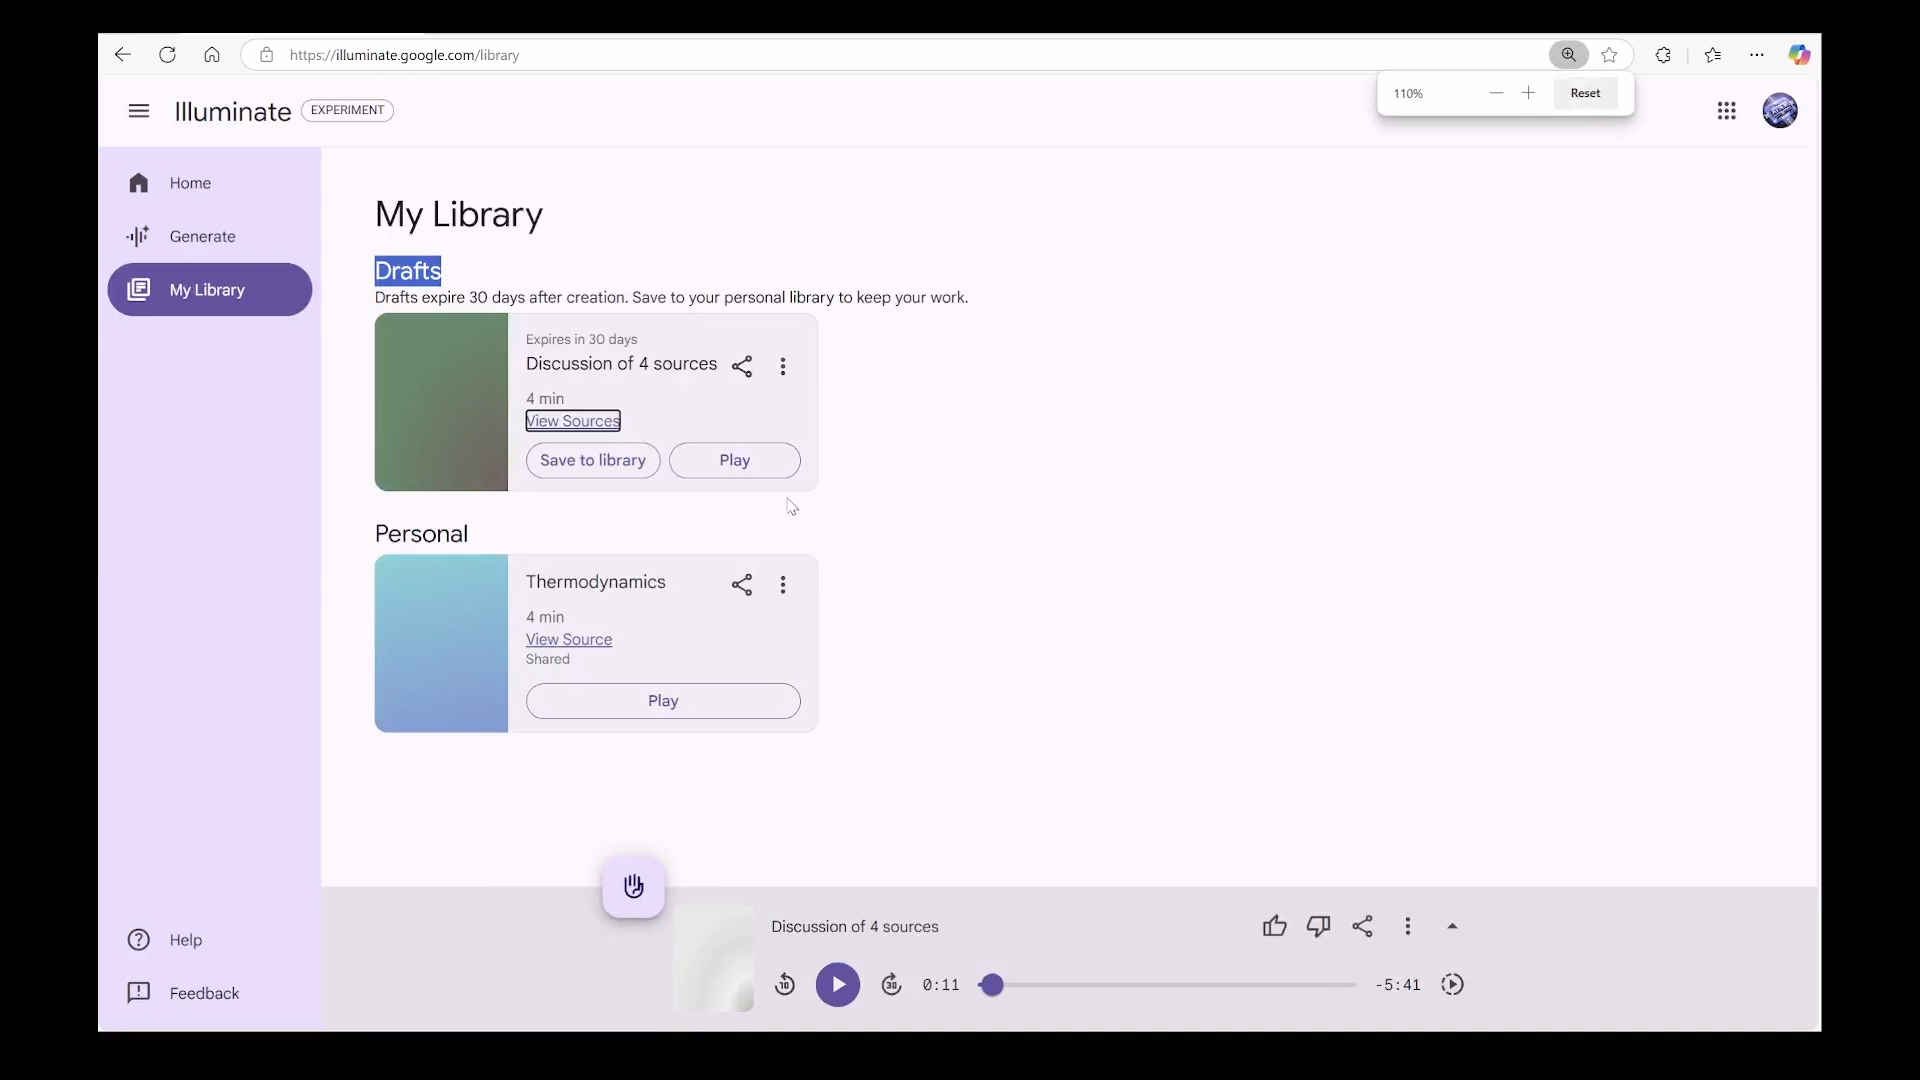 https://illuminate.google.com/library
110%
Reset
Illuminate
EXPERIMENT
Home
Generate
My Library
My Library
Drafts
Drafts expire 30 days after creation. Save to your personal library to keep your work.
Expires in 30 days
Discussion of 4 sources
4 min
View Sources
Save to library
Play
Personal
Thermodynamics
4 min
View Source
Shared
Play
Help
Feedback
Discussion of 4 sources
10
30
0:11
-5:41